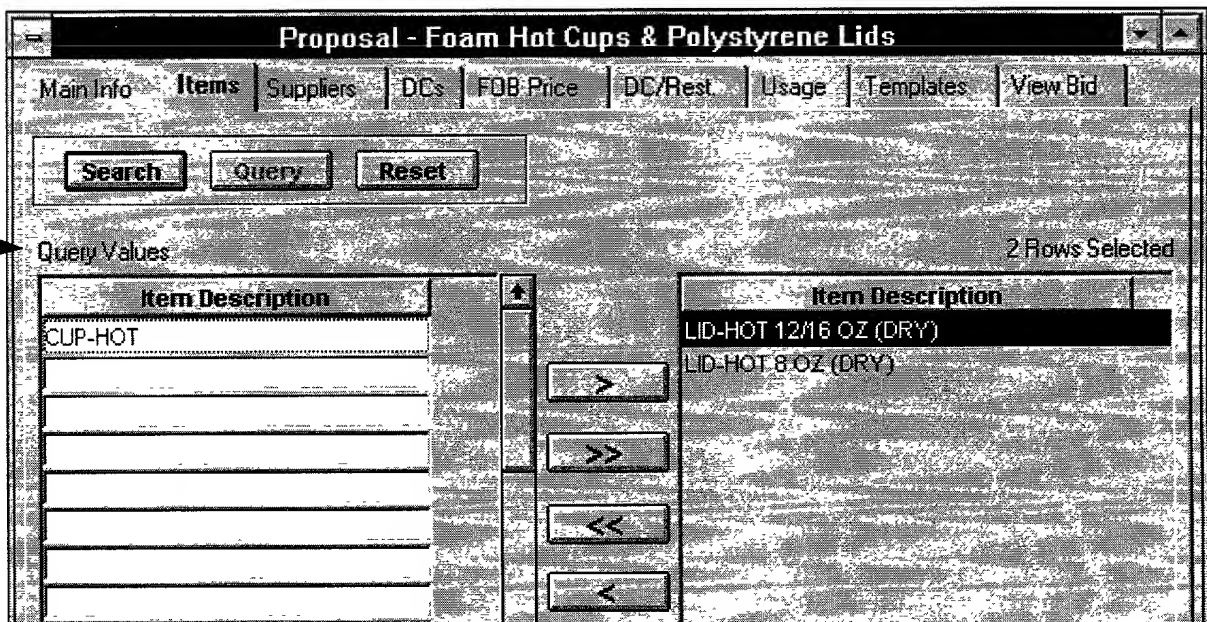 Proposal - Foam Hot Cups & Polystyrene Lids
Main Info Items Suppliers DCs FOB Price DC/Rest. Usage Templates View Bid
Search Query Reset
Query Values 2 Rows Selected
Item Description Item Description
CUP-HOT LID-HOT 12/16 OZ (DRY)
LID-HOT 8 OZ (DRY)
>
>>
<<
<